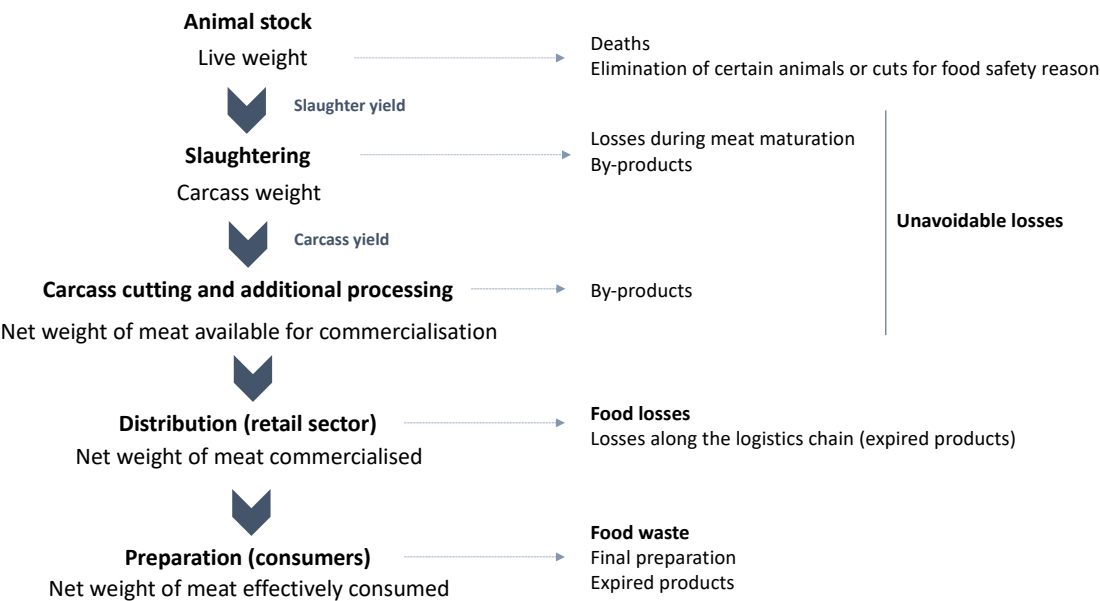 Animal stock
Live weight
Deaths
Elimination of certain animals or cuts for food safety reason
Slaughter yield
Slaughtering
Losses during meat maturation
By-products
Carcass weight
Unavoidable losses
Carcass yield
Carcass cutting and additional processing
By-products
Net weight of meat available for commercialisation
Distribution (retail sector)
Food losses
Losses along the logistics chain (expired products)
Net weight of meat commercialised
Preparation (consumers)
Food waste
Final preparation
Expired products
Net weight of meat effectively consumed